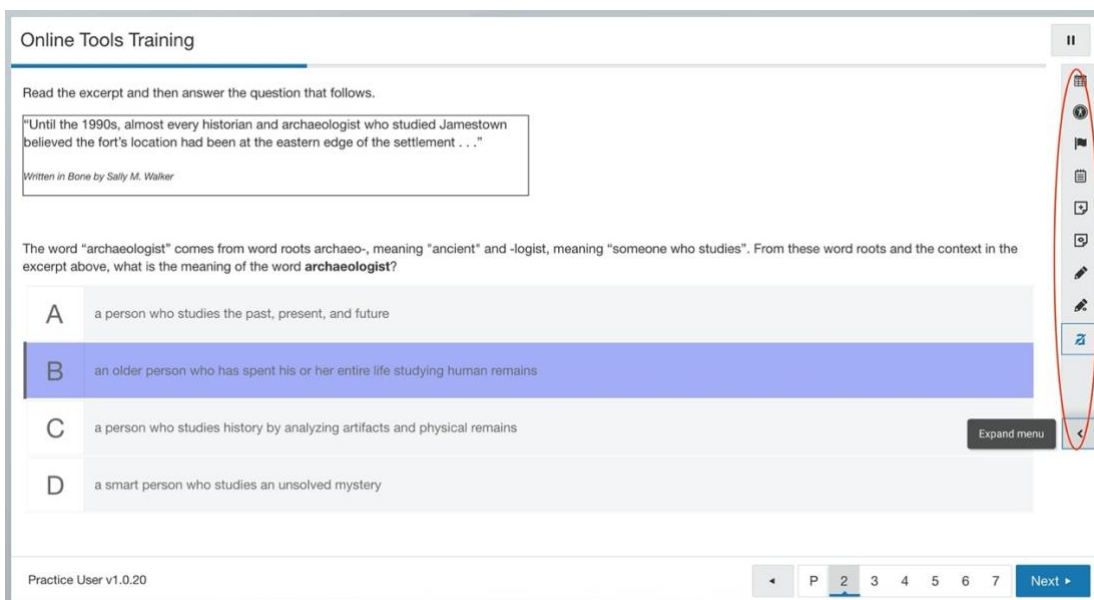 Online Tools Training
Read the excerpt and then answer the question that follows.
"Until the 1990s, almost every historian and archaeologist who studied Jamestown
believed the fort's location had been at the eastern edge of the settlement . . ."
Written in Bone by Sally M. Walker
The word "archaeologist" comes from word roots archaeo-, meaning "ancient" and -logist, meaning "someone who studies". From these word roots and the context in the
excerpt above, what is the meaning of the word archaeologist?
A a person who studies the past, present, and future
B an older person who has spent his or her entire life studying human remains
C a person who studies history by analyzing artifacts and physical remains
Expand menu
D a smart person who studies an unsolved mystery
Practice User v1.0.20
P 2 3 4 5 6 7 Next